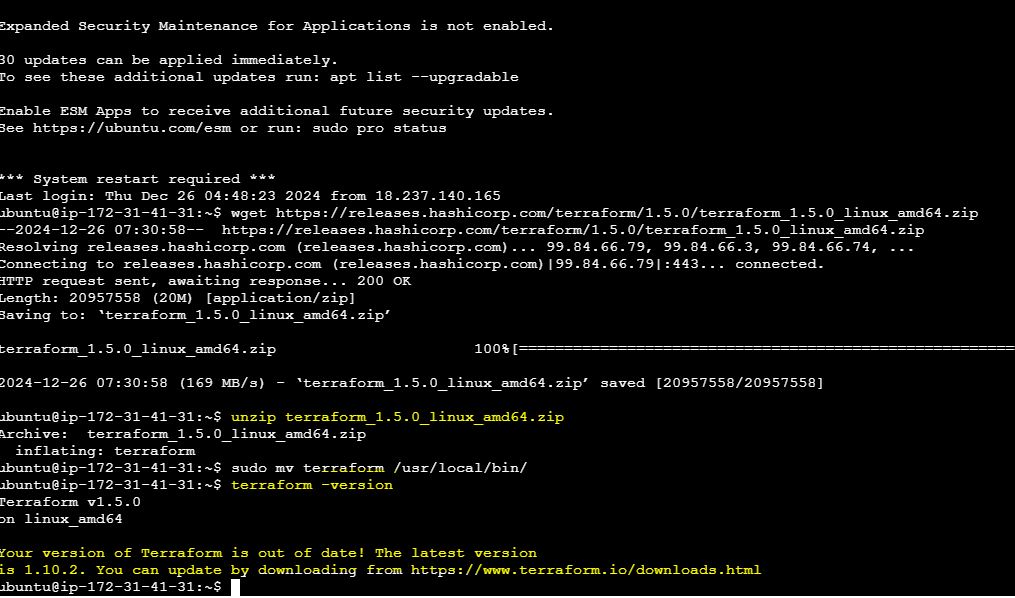 Expanded Security Maintenance for Applications is not enabled.
30 updates can be applied immediately.
To see these additional updates run: apt list --upgradable
Enable ESM Apps to receive additional future security updates.
See https://ubuntu.com/esm or run: sudo pro status
*** System restart required ***
Last login: Thu Dec 26 04:48:23 2024 from 18.237.140.165
ubuntu@ip-172-31-41-31:~$ wget https://releases.hashicorp.com/terraform/1.5.0/terraform_1.5.0_linux_amd64.zip
--2024-12-26 07:30:58--  https://releases.hashicorp.com/terraform/1.5.0/terraform_1.5.0_linux_amd64.zip
Resolving releases.hashicorp.com (releases.hashicorp.com)... 99.84.66.79, 99.84.66.3, 99.84.66.74, ...
Connecting to releases.hashicorp.com (releases.hashicorp.com)|99.84.66.79|:443... connected.
HTTP request sent, awaiting response... 200 OK
Length: 20957558 (20M) [application/zip]
Saving to: ‘terraform_1.5.0_linux_amd64.zip’
terraform_1.5.0_linux_amd64.zip                      100%[=======================================================
2024-12-26 07:30:58 (169 MB/s) - ‘terraform_1.5.0_linux_amd64.zip’ saved [20957558/20957558]
ubuntu@ip-172-31-41-31:~$ unzip terraform_1.5.0_linux_amd64.zip
Archive:  terraform_1.5.0_linux_amd64.zip
  inflating: terraform
ubuntu@ip-172-31-41-31:~$ sudo mv terraform /usr/local/bin/
ubuntu@ip-172-31-41-31:~$ terraform -version
Terraform v1.5.0
on linux_amd64
Your version of Terraform is out of date! The latest version
is 1.10.2. You can update by downloading from https://www.terraform.io/downloads.html
ubuntu@ip-172-31-41-31:~$